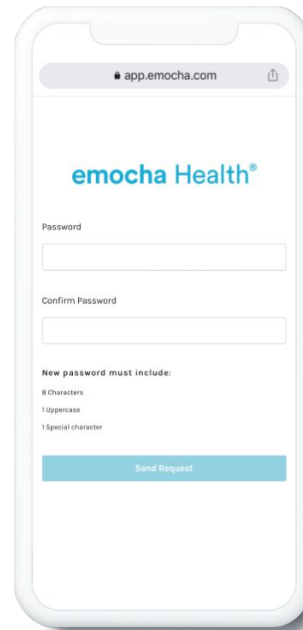 app.emocha.com
emocha Health®
Password
Confirm Password
New password must include:
8 Characters
1 Uppercase
1 Special character
Send Request